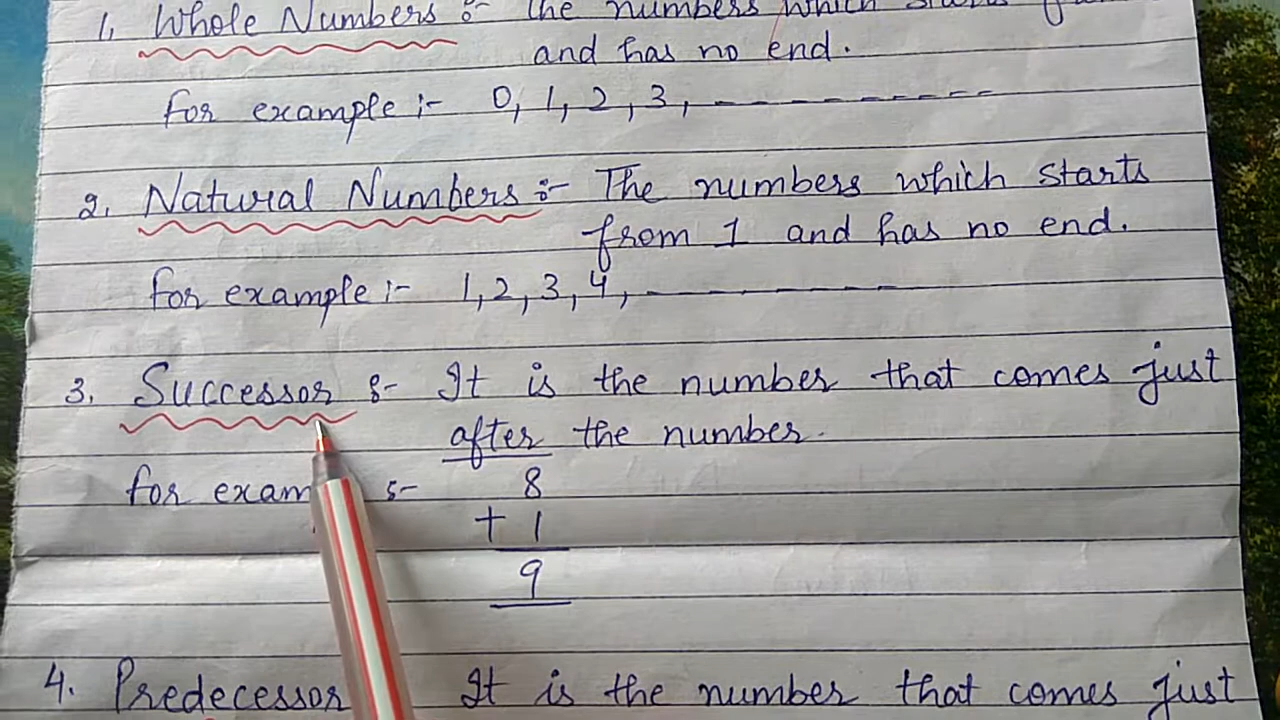 1. Whole Numbers :- The numbers which starts
and has no end.
for example :- 0, 1, 2, 3, ----------
2. Natural Numbers :- The numbers which starts
from 1 and has no end.
for example :- 1, 2, 3, 4, ----------
3. Successor :- It is the number that comes just
after the number.
for exam :- 8
+ 1
9
4. Predecessor It is the number that comes just